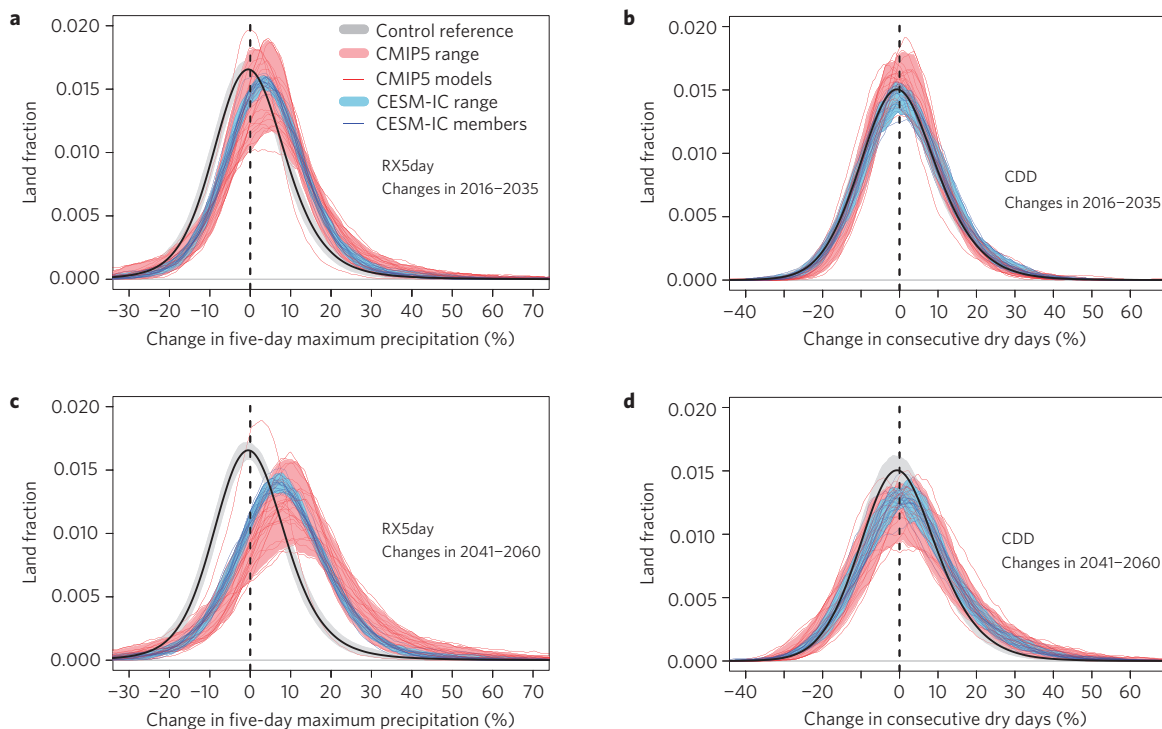 a
Land fraction
0.020
0.015
0.010
0.005
0.000
Control reference
CMIP5 range
CMIP5 models
CESM-IC range
CESM-IC members
RX5day
Changes in 2016–2035
−30 −20 −10 0 10 20 30 40 50 60 70
Change in five-day maximum precipitation (%)
b
Land fraction
0.020
0.015
0.010
0.005
0.000
CDD
Changes in 2016–2035
−40 −20 0 10 20 30 40 50 60
Change in consecutive dry days (%)
c
Land fraction
0.020
0.015
0.010
0.005
0.000
RX5day
Changes in 2041–2060
−30 −20 −10 0 10 20 30 40 50 60 70
Change in five-day maximum precipitation (%)
d
Land fraction
0.020
0.015
0.010
0.005
0.000
CDD
Changes in 2041–2060
−40 −20 0 10 20 30 40 50 60
Change in consecutive dry days (%)